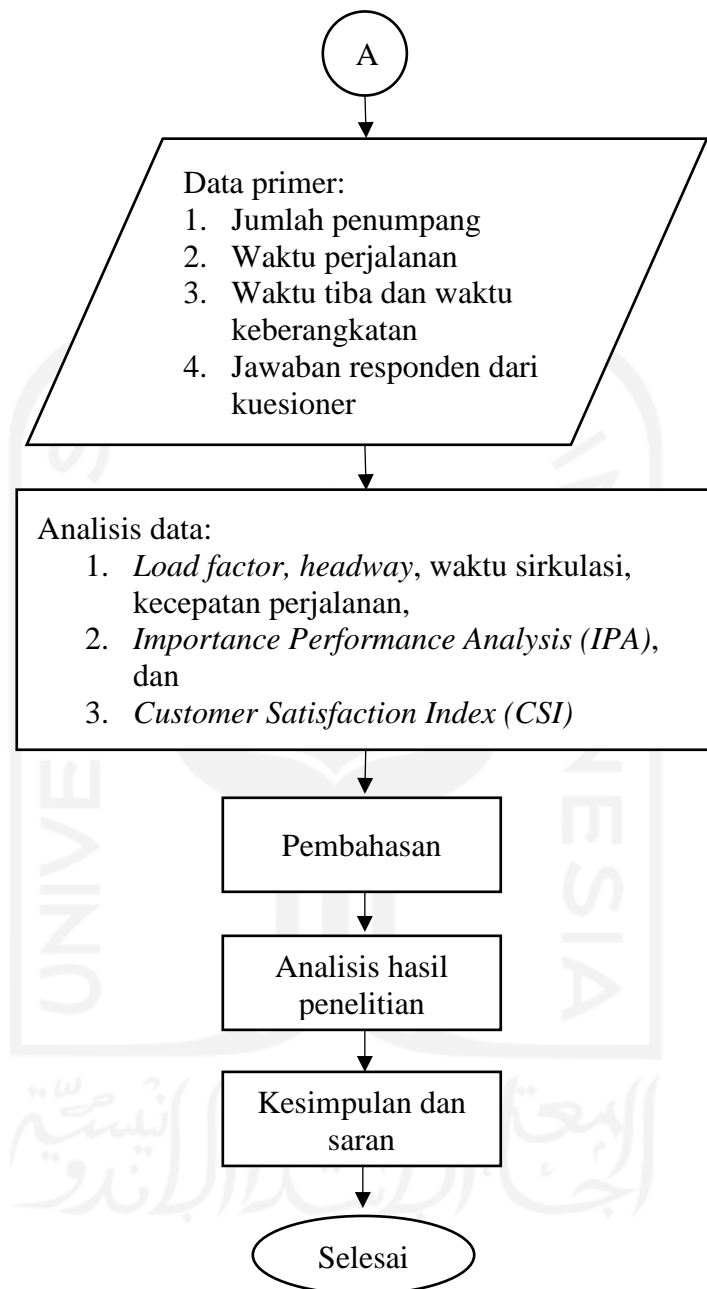 A
Data primer:
1. Jumlah penumpang
2. Waktu perjalanan
3. Waktu tiba dan waktu
keberangkatan
4. Jawaban responden dari
kuesioner
Analisis data:
1. Load factor, headway, waktu sirkulasi,
kecepatan perjalanan,
2. Importance Performance Analysis (IPA),
dan
3. Customer Satisfaction Index (CSI)
Pembahasan
Analisis hasil
penelitian
Kesimpulan dan
saran
Selesai